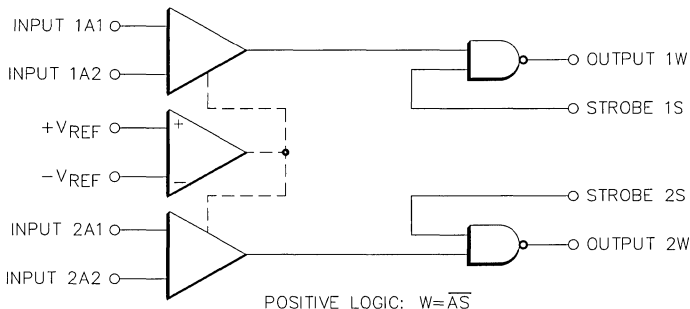 INPUT 1A1
INPUT 1A2
OUTPUT 1W
STROBE 1S
+VREF
+
−VREF
−
STROBE 2S
INPUT 2A1
INPUT 2A2
OUTPUT 2W
POSITIVE LOGIC: W=A̅S̅